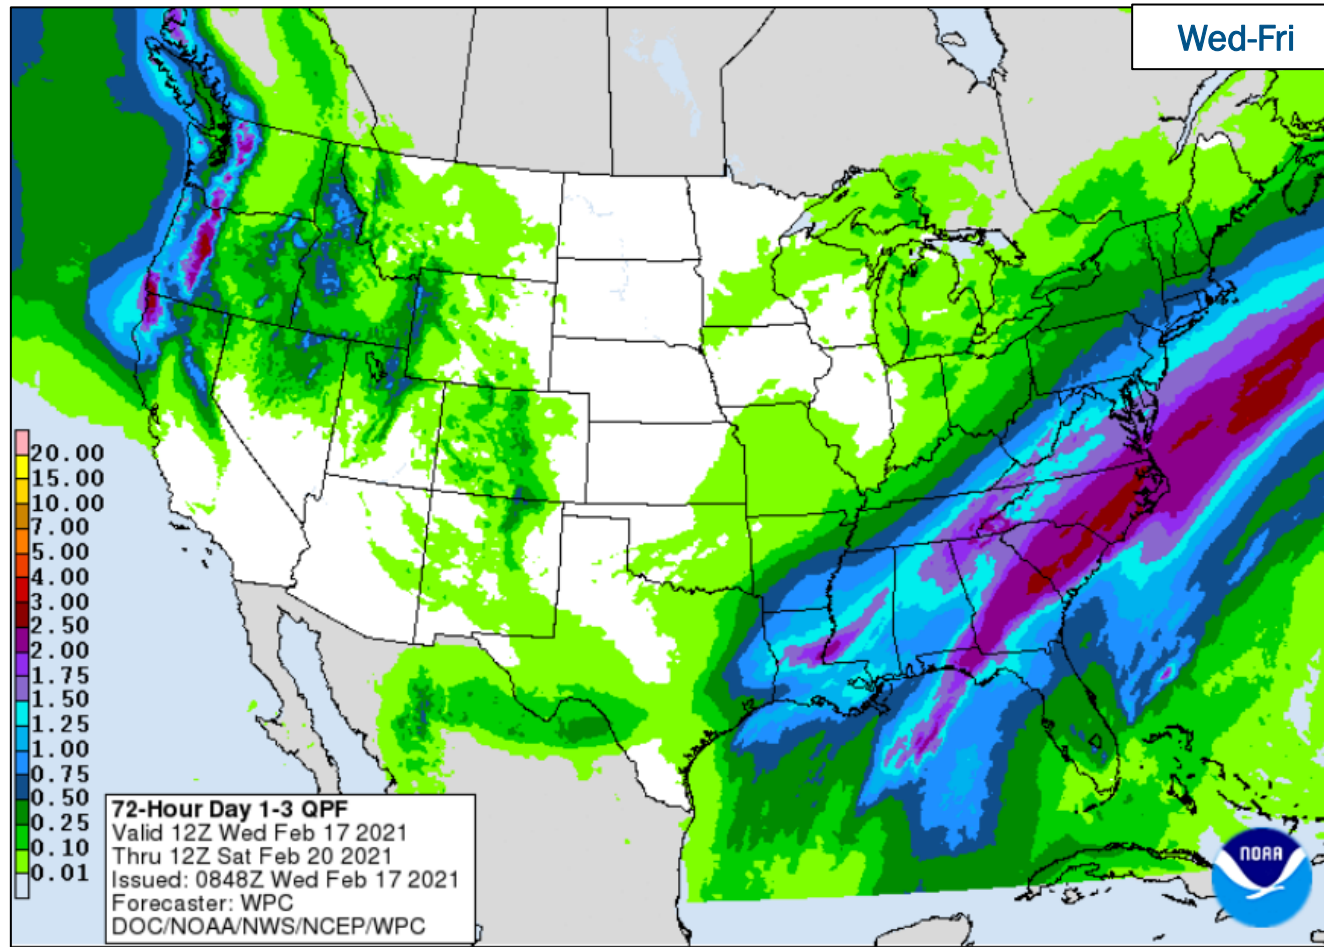 Wed-Fri
20.00
15.00
10.00
7.00
5.00
4.00
3.00
2.50
2.00
1.75
1.50
1.25
1.00
0.75
0.50
0.25
0.10
0.01
72-Hour Day 1-3 QPF
Valid 12Z Wed Feb 17 2021
Thru 12Z Sat Feb 20 2021
Issued: 0848Z Wed Feb 17 2021
Forecaster: WPC
DOC/NOAA/NWS/NCEP/WPC
NOAA